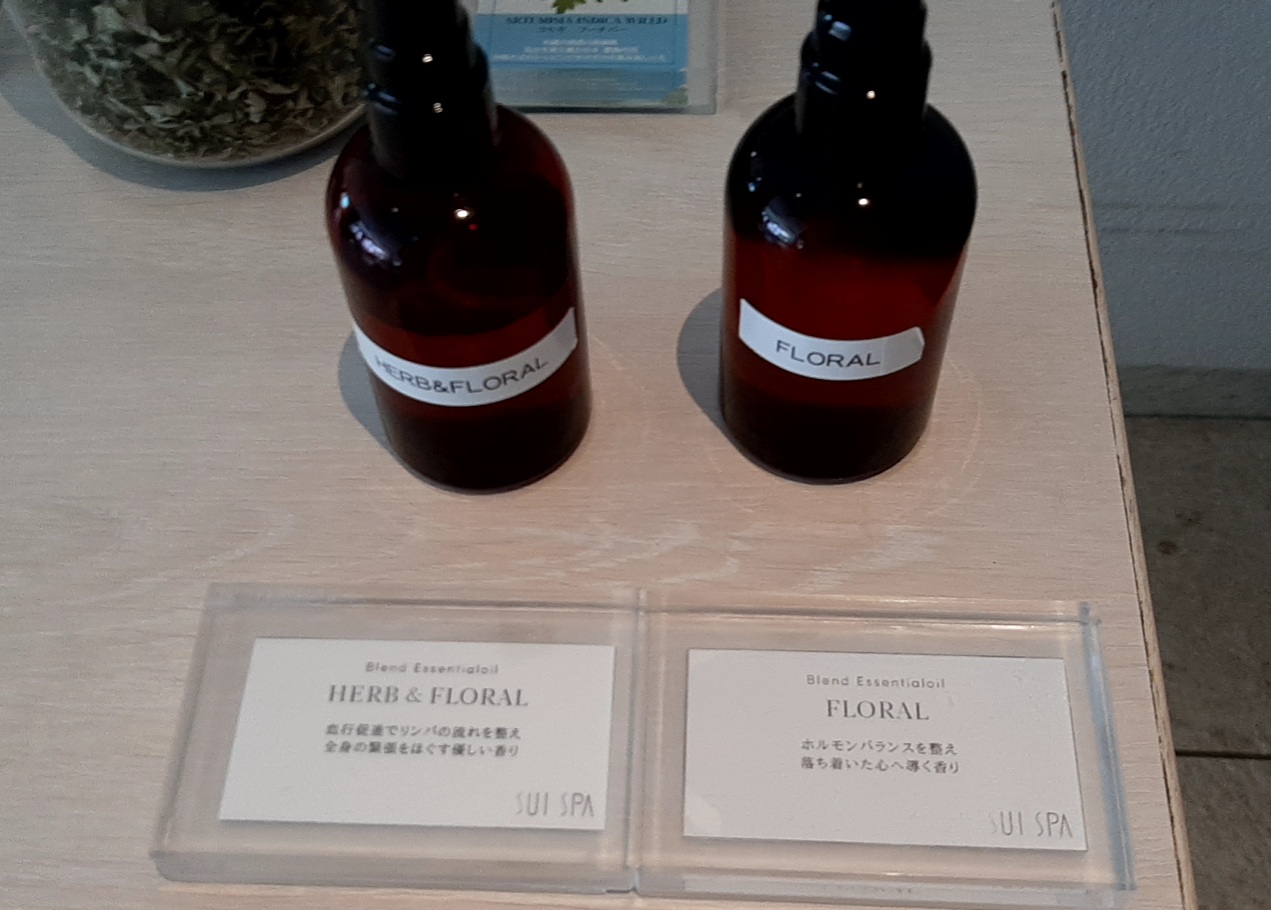 ARTEMISIA INDICA WILLD
HERB&FLORAL
FLORAL
Blend Essentialoil
HERB & FLORAL
血行促進でリンパの流れを整え
全身の緊張をほぐす優しい香り
SUI SPA
Blend Essentialoil
FLORAL
ホルモンバランスを整え
落ち着いた心へ導く香り
SUI SPA